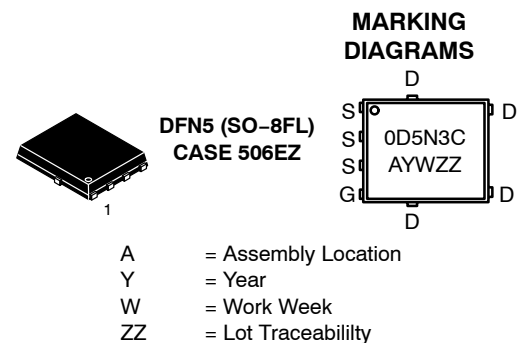 MARKING
DIAGRAMS
D
S
D
DFN5 (SO−8FL)
CASE 506EZ
0D5N3C
S
S
AYWZZ
G
D
D
1
A = Assembly Location
Y = Year
W = Work Week
ZZ = Lot Traceabililty